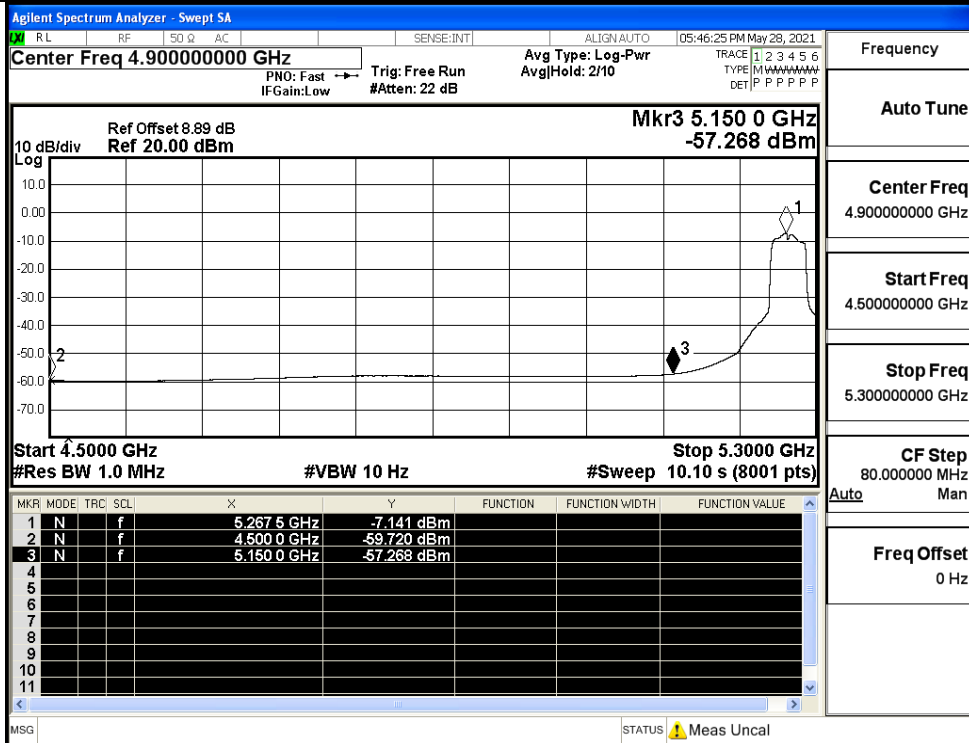 Agilent Spectrum Analyzer - Swept SA
LXI RL RF 50 Ω AC SENSE:INT ALIGN AUTO 05:46:25 PM May 28, 2021
Center Freq 4.900000000 GHz
PNO: Fast
IFGain:Low
Trig: Free Run
#Atten: 22 dB
Avg Type: Log-Pwr
Avg|Hold: 2/10
TRACE 1 2 3 4 5 6
TYPE M W W W W W
DET P P P P P P
Ref Offset 8.89 dB
10 dB/div Ref 20.00 dBm
Log
Mkr3 5.150 0 GHz
-57.268 dBm
10.0
0.00
-10.0
-20.0
-30.0
-40.0
-50.0
-60.0
-70.0
1
2
3
Start 4.5000 GHz Stop 5.3000 GHz
#Res BW 1.0 MHz #VBW 10 Hz #Sweep 10.10 s (8001 pts)
MKR MODE TRC SCL X Y FUNCTION FUNCTION WIDTH FUNCTION VALUE
1 N f 5.267 5 GHz -7.141 dBm
2 N f 4.500 0 GHz -59.720 dBm
3 N f 5.150 0 GHz -57.268 dBm
4
5
6
7
8
9
10
11
MSG STATUS Meas Uncal
Frequency
Auto Tune
Center Freq
4.900000000 GHz
Start Freq
4.500000000 GHz
Stop Freq
5.300000000 GHz
CF Step
80.000000 MHz
Auto Man
Freq Offset
0 Hz